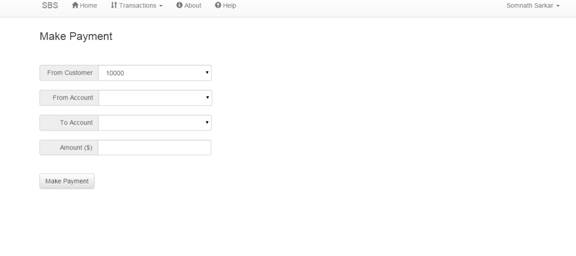 SBS Home Transactions About Help Somnath Sarkar
Make Payment
From Customer 10000
From Account
To Account
Amount ($)
Make Payment